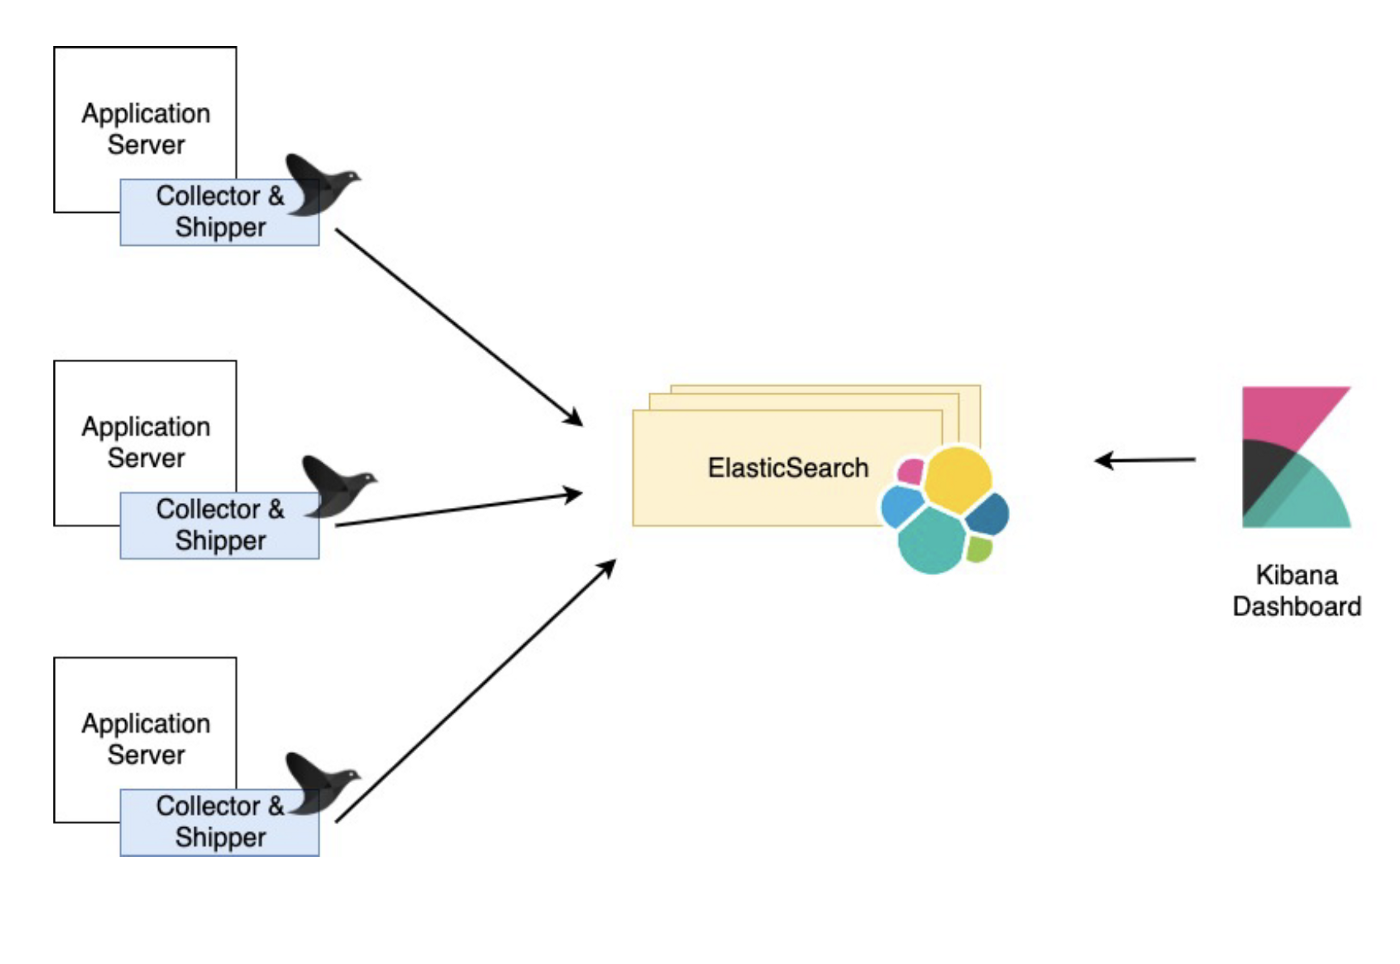 Application
Server
Collector &
Shipper
Application
Server
Collector &
Shipper
Application
Server
Collector &
Shipper
ElasticSearch
Kibana
Dashboard